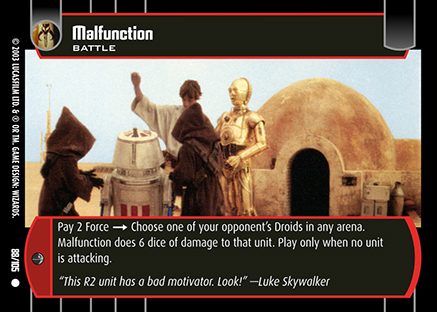 Malfunction
BATTLE
Pay 2 Force → Choose one of your opponent's Droids in any arena.
Malfunction does 6 dice of damage to that unit. Play only when no unit
is attacking.
"This R2 unit has a bad motivator. Look!" —Luke Skywalker
© 2003 LUCASFILM LTD. & ® OR TM. GAME DESIGN: WIZARDS.
88/105